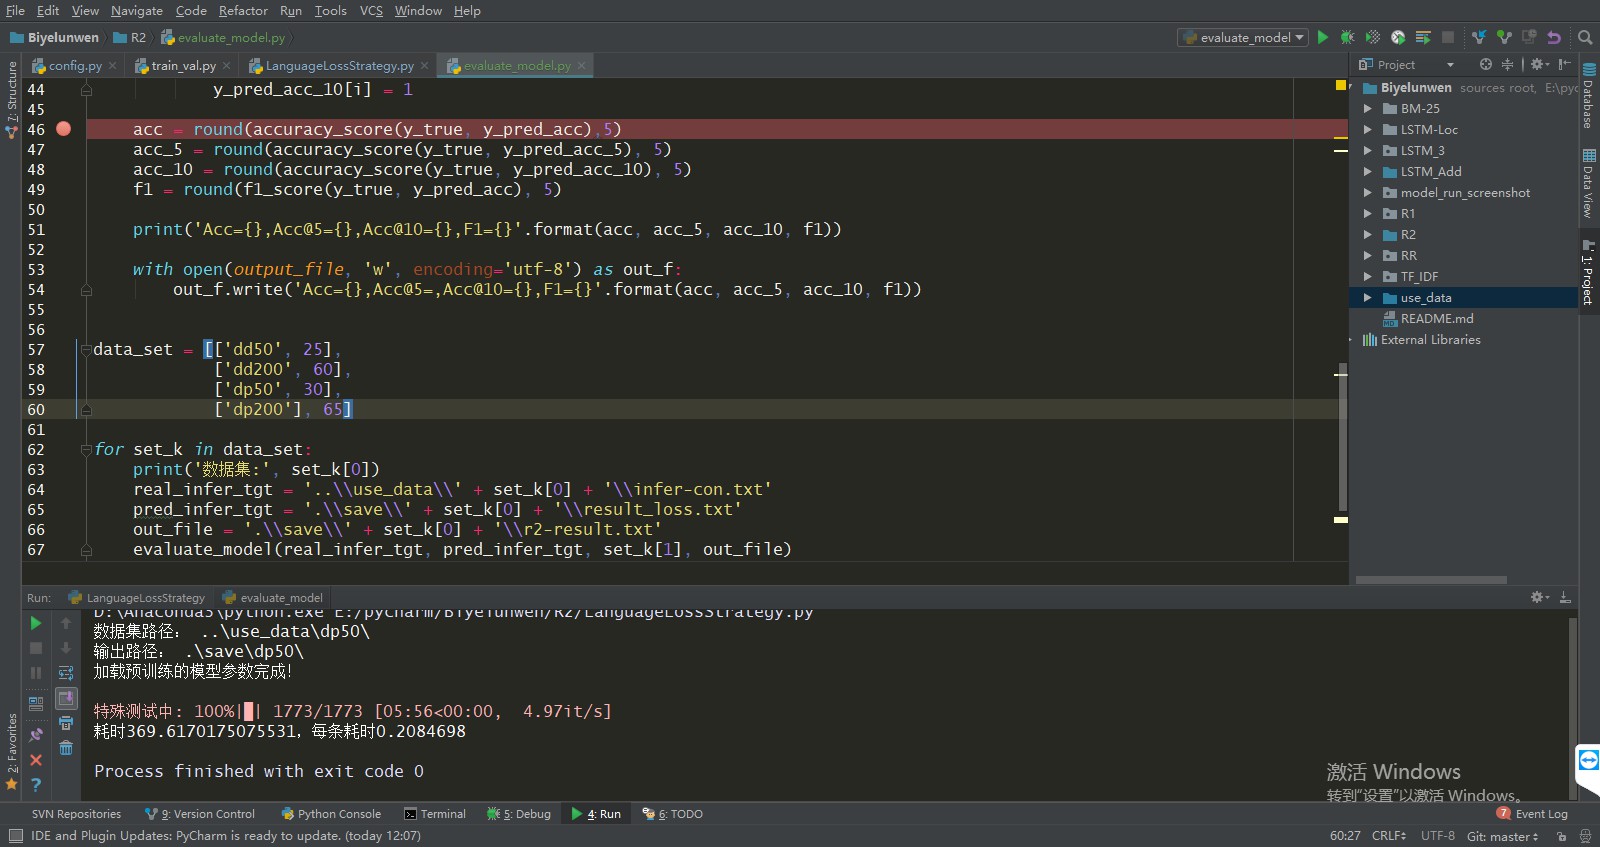 File Edit View Navigate Code Refactor Run Tools VCS Window Help
Biyelunwen R2 evaluate_model.py evaluate_model
config.py train_val.py LanguageLossStrategy.py evaluate_model.py
7: Structure
44 y_pred_acc_10[i] = 1
45
46 acc = round(accuracy_score(y_true, y_pred_acc),5)
47 acc_5 = round(accuracy_score(y_true, y_pred_acc_5), 5)
48 acc_10 = round(accuracy_score(y_true, y_pred_acc_10), 5)
49 f1 = round(f1_score(y_true, y_pred_acc), 5)
50
51 print('Acc={},Acc@5={},Acc@10={},F1={}'.format(acc, acc_5, acc_10, f1))
52
53 with open(output_file, 'w', encoding='utf-8') as out_f:
54 out_f.write('Acc={},Acc@5=,Acc@10={},F1={}'.format(acc, acc_5, acc_10, f1))
55
56
57 data_set = [['dd50', 25],
58 ['dd200', 60],
59 ['dp50', 30],
60 ['dp200'], 65]
61
62 for set_k in data_set:
63 print('数据集:', set_k[0])
64 real_infer_tgt = '..\\use_data\\' + set_k[0] + '\\infer-con.txt'
65 pred_infer_tgt = '.\\save\\' + set_k[0] + '\\result_loss.txt'
66 out_file = '.\\save\\' + set_k[0] + '\\r2-result.txt'
67 evaluate_model(real_infer_tgt, pred_infer_tgt, set_k[1], out_file)
Project
Biyelunwen sources root, E:\pyc
BM-25
LSTM-Loc
LSTM_3
LSTM_Add
model_run_screenshot
R1
R2
RR
TF_IDF
use_data
README.md
External Libraries
Database
Data View
1: Project
Run: LanguageLossStrategy evaluate_model
D:\Anaconda3\python.exe E:/pycharm/Biyelunwen/R2/LanguageLossStrategy.py
数据集路径： ..\use_data\dp50\
输出路径： .\save\dp50\
加载预训练的模型参数完成!
特殊测试中: 100%|█| 1773/1773 [05:56<00:00, 4.97it/s]
耗时369.6170175075531，每条耗时0.2084698
Process finished with exit code 0
2: Favorites
激活 Windows
转到"设置"以激活 Windows。
SVN Repositories 9: Version Control Python Console Terminal 5: Debug 4: Run 6: TODO 7 Event Log
IDE and Plugin Updates: PyCharm is ready to update. (today 12:07) 60:27 CRLF UTF-8 Git: master